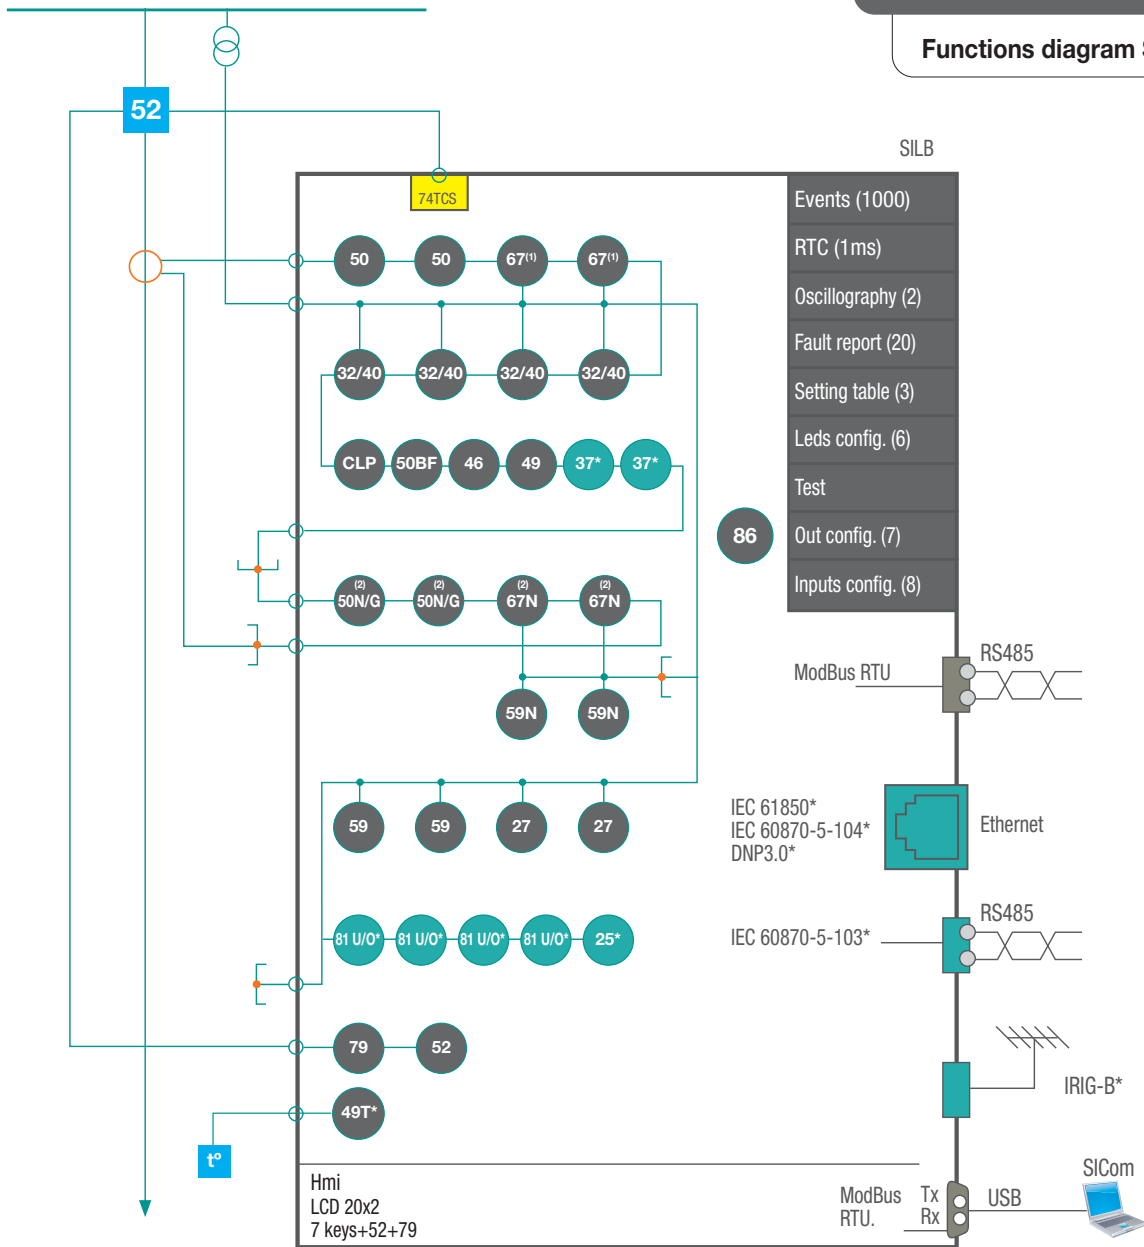 Functions diagram
52
SILB
74TCS
Events (1000)
RTC (1ms)
Oscillography (2)
Fault report (20)
Setting table (3)
Leds config. (6)
Test
Out config. (7)
Inputs config. (8)
50 50 67(1) 67(1)
32/40 32/40 32/40 32/40
CLP 50BF 46 49 37* 37*
86
(2) (2) (2) (2)
50N/G 50N/G 67N 67N
59N 59N
ModBus RTU
RS485
59 59 27 27
IEC 61850*
IEC 60870-5-104*
DNP3.0*
Ethernet
81 U/O* 81 U/O* 81 U/O* 81 U/O* 25*
IEC 60870-5-103*
RS485
79 52
IRIG-B*
49T*
tº
Hmi
LCD 20x2
7 keys+52+79
ModBus
RTU.
Tx
Rx
USB
SICom